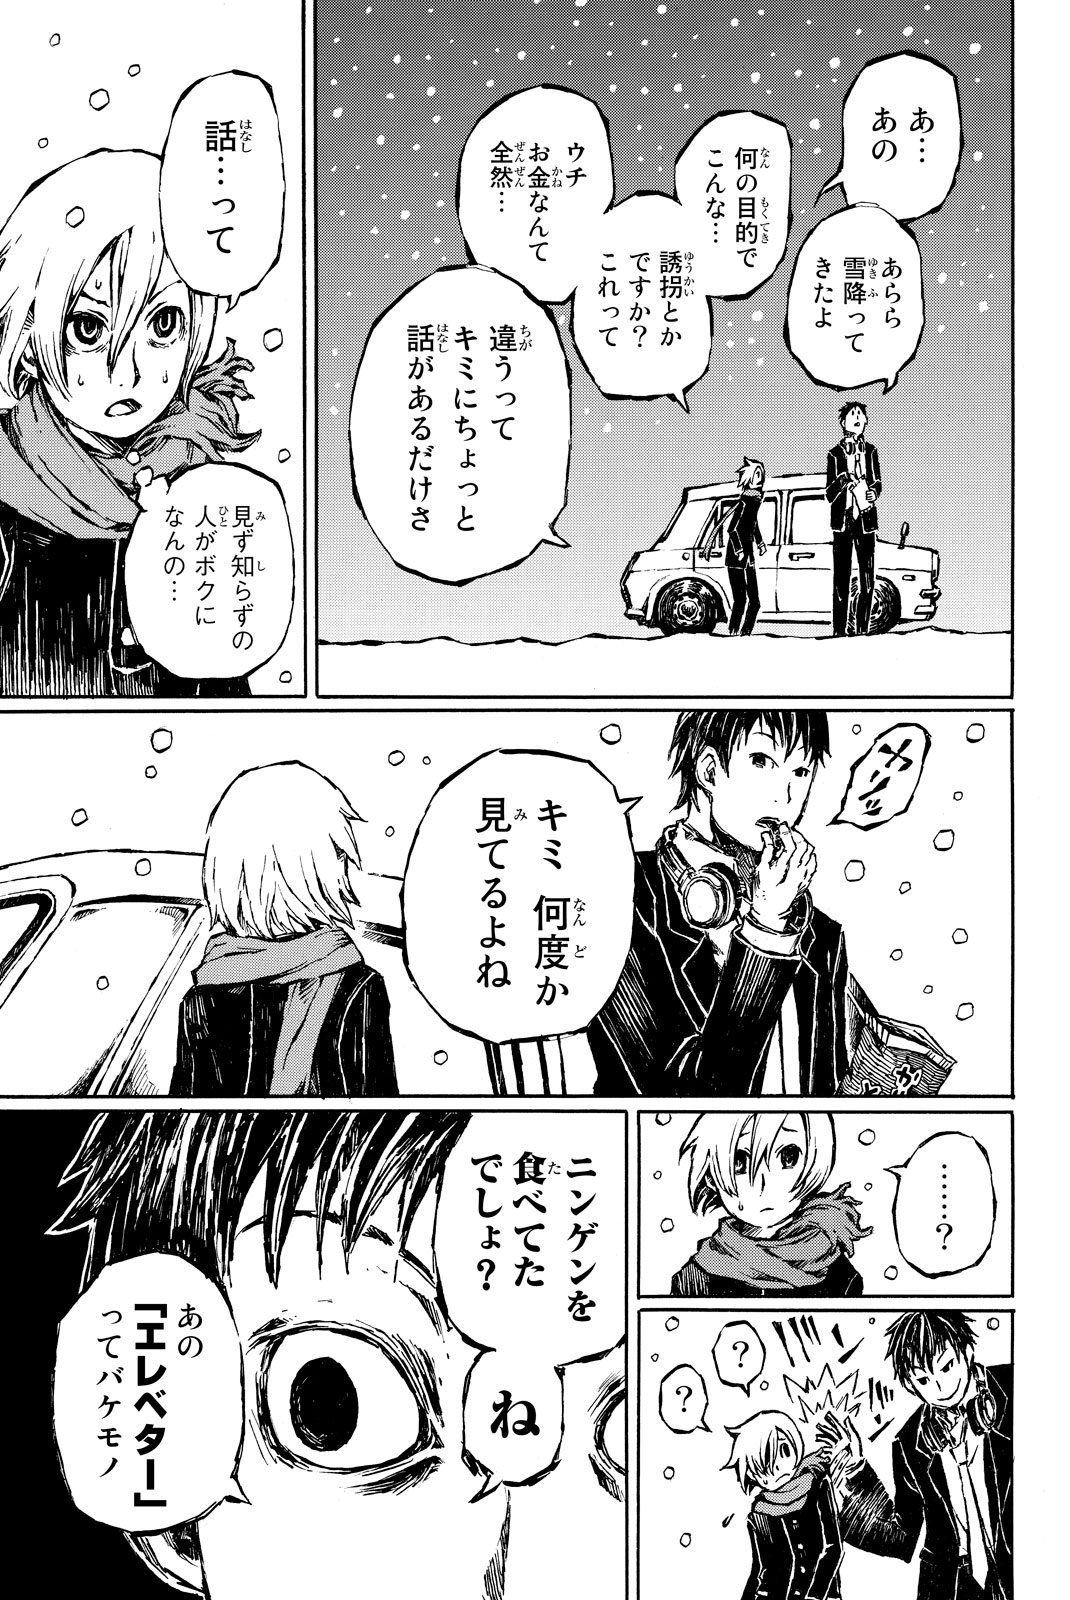 あ…
あの
あらら
雪降って
きたよ
何の目的で
こんな…
誘拐とか
ですか?
これって
ウチ
お金なんて
全然…
違うって
キミにちょっと
話があるだけさ
話…って
見ず知らずの
人がボクに
なんの…
キミ 何度か
見てるよね
………?
?
?
ニンゲンを
食べてた
でしょ?
ね
あの
「エレベター」
ってバケモノ